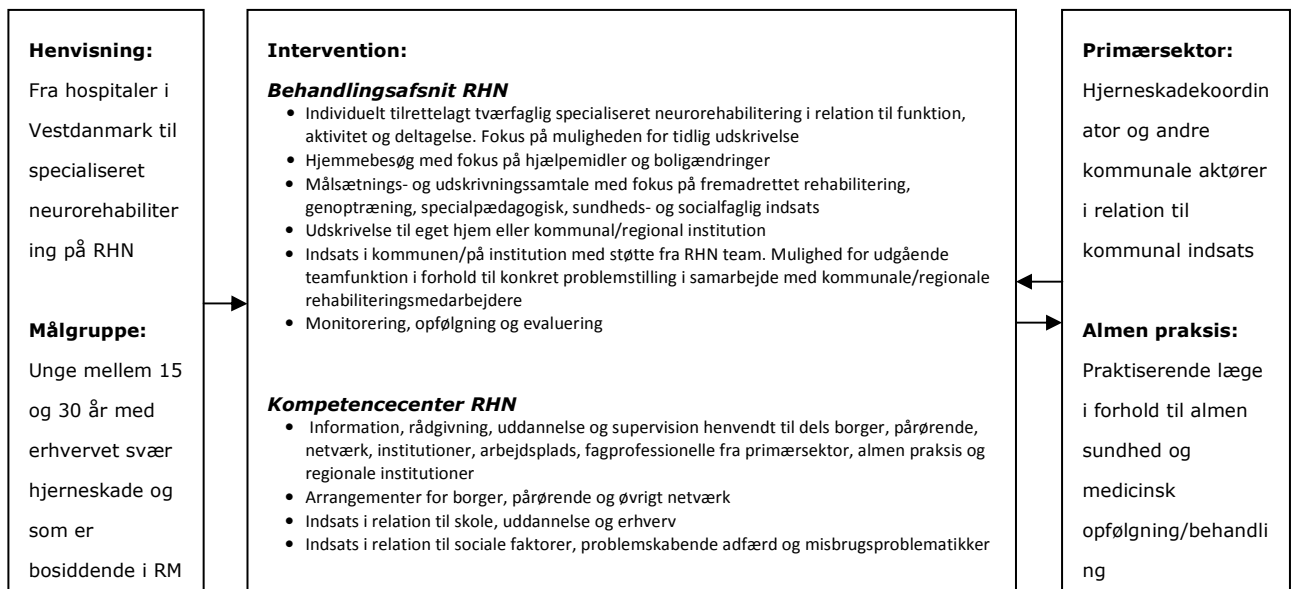 Henvisning:
Fra hospitaler i
Vestdanmark til
specialiseret
neurorehabiliter
ing på RHN
Målgruppe:
Unge mellem 15
og 30 år med
erhvervet svær
hjerneskade og
som er
bosiddende i RM
Intervention:
Behandlingsafsnit RHN
• Individuelt tilrettelagt tværfaglig specialiseret neurorehabilitering i relation til funktion,
aktivitet og deltagelse. Fokus på muligheden for tidlig udskrivelse
• Hjemmebesøg med fokus på hjælpemidler og boligændringer
• Målsætnings- og udskrivningssamtale med fokus på fremadrettet rehabilitering,
genoptræning, specialpædagogisk, sundheds- og socialfaglig indsats
• Udskrivelse til eget hjem eller kommunal/regional institution
• Indsats i kommunen/på institution med støtte fra RHN team. Mulighed for udgående
teamfunktion i forhold til konkret problemstilling i samarbejde med kommunale/regionale
rehabiliteringsmedarbejdere
• Monitorering, opfølgning og evaluering
Kompetencecenter RHN
• Information, rådgivning, uddannelse og supervision henvendt til dels borger, pårørende,
netværk, institutioner, arbejdsplads, fagprofessionelle fra primærsektor, almen praksis og
regionale institutioner
• Arrangementer for borger, pårørende og øvrigt netværk
• Indsats i relation til skole, uddannelse og erhverv
• Indsats i relation til sociale faktorer, problemskabende adfærd og misbrugsproblematikker
Primærsektor:
Hjerneskadekoordin
ator og andre
kommunale aktører
i relation til
kommunal indsats
Almen praksis:
Praktiserende læge
i forhold til almen
sundhed og
medicinsk
opfølgning/behandli
ng